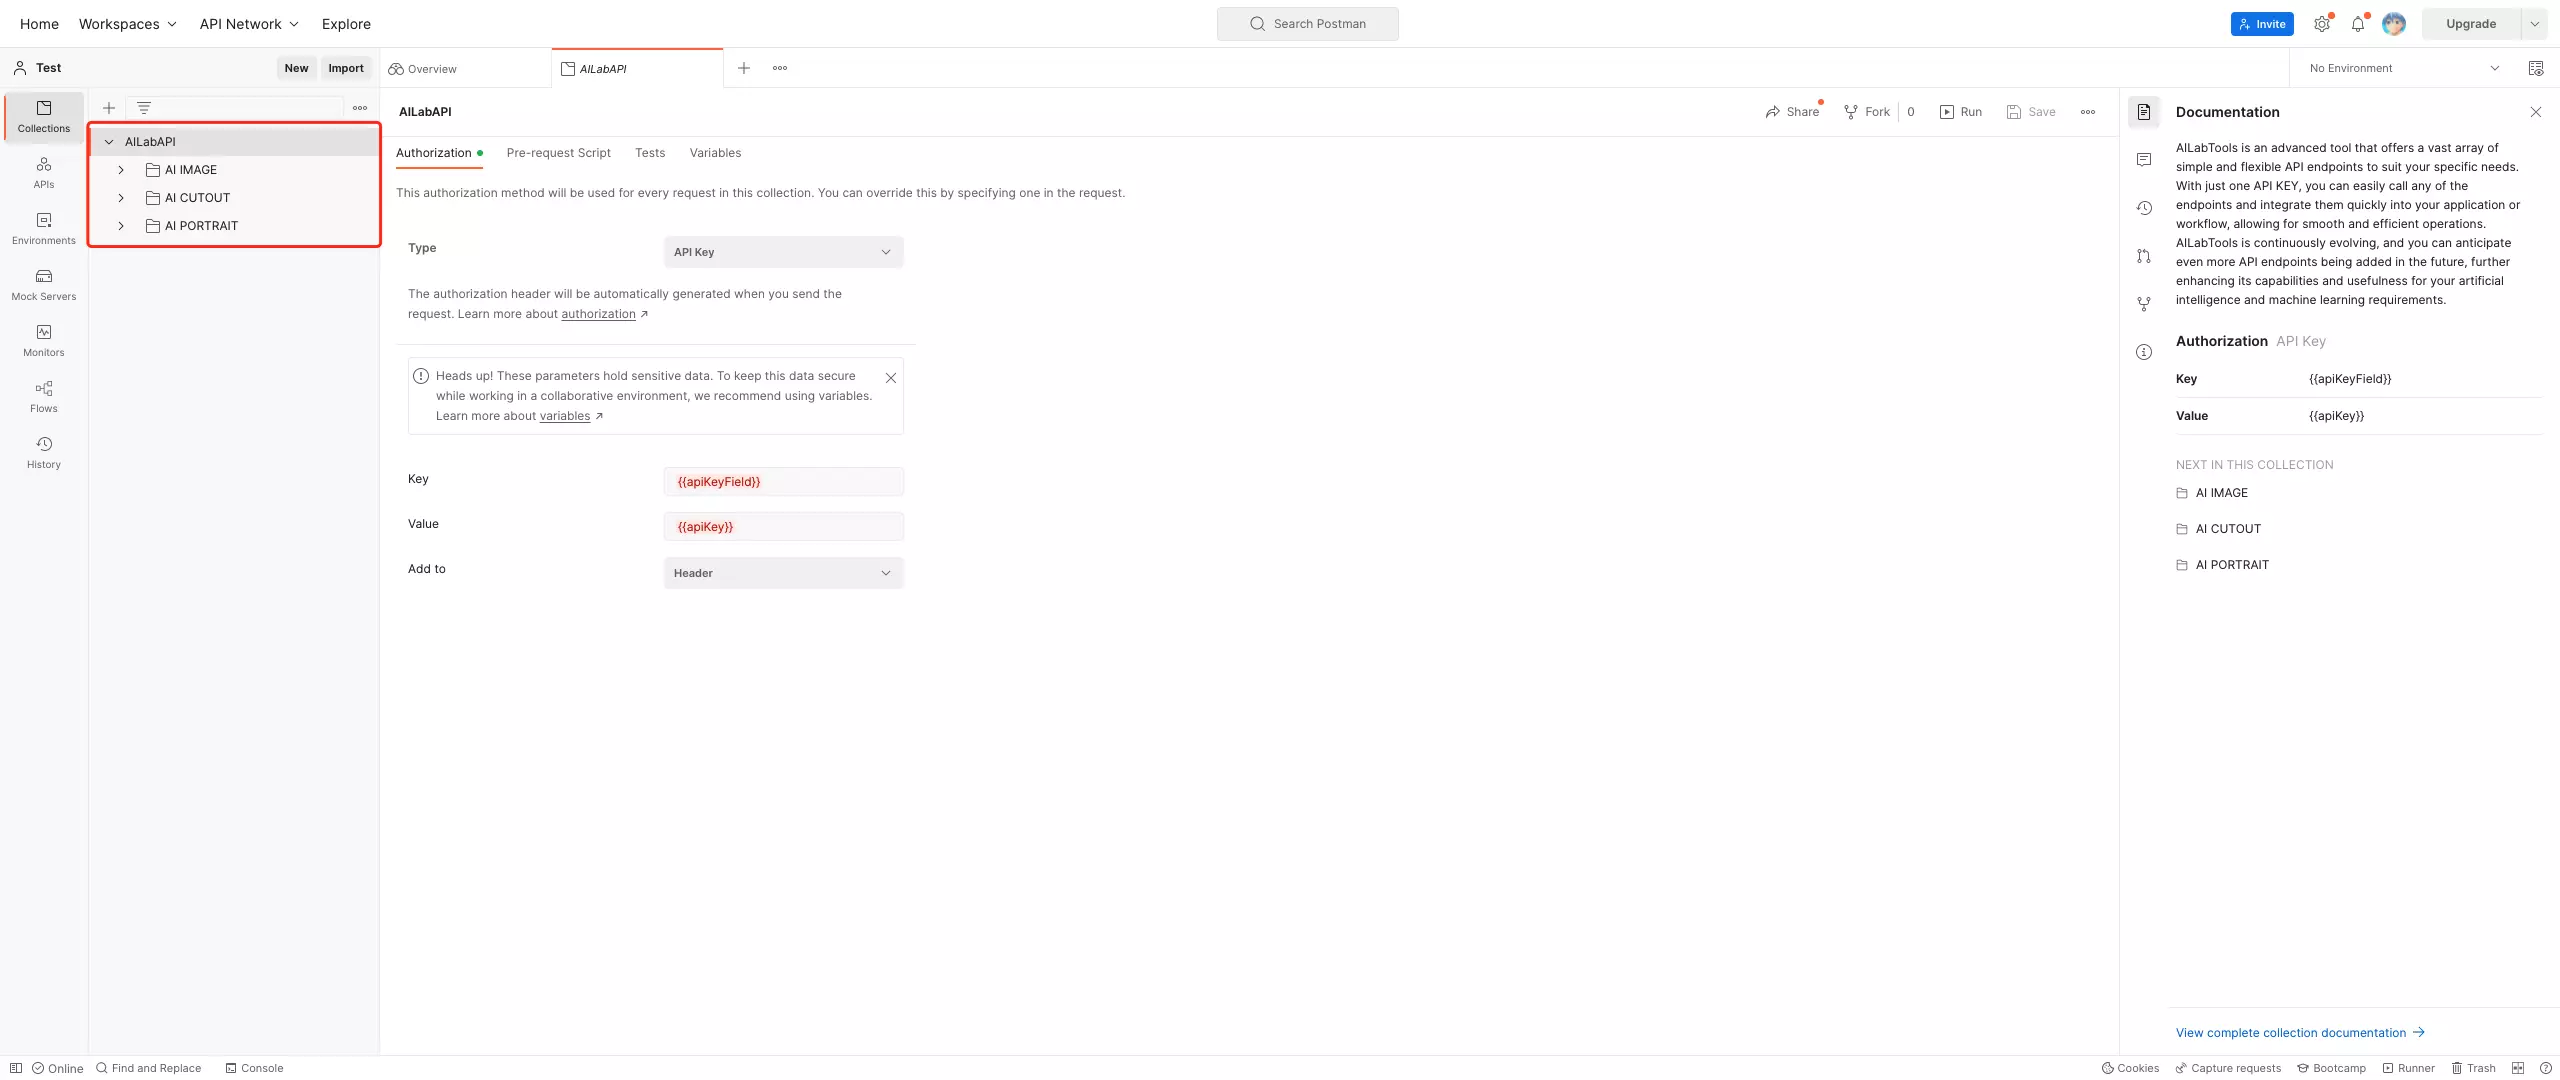 Home Workspaces API Network Explore
Search Postman
Invite Upgrade
Test New Import
Overview AILabAPI
No Environment
Collections
APIs
Environments
Mock Servers
Monitors
Flows
History
AILabAPI
AI IMAGE
AI CUTOUT
AI PORTRAIT
AILabAPI
Share Fork 0 Run Save
Authorization Pre-request Script Tests Variables
This authorization method will be used for every request in this collection. You can override this by specifying one in the request.
Type API Key
The authorization header will be automatically generated when you send the
request. Learn more about authorization ↗
Heads up! These parameters hold sensitive data. To keep this data secure
while working in a collaborative environment, we recommend using variables.
Learn more about variables ↗
Key {{apiKeyField}}
Value {{apiKey}}
Add to Header
Documentation
AILabTools is an advanced tool that offers a vast array of
simple and flexible API endpoints to suit your specific needs.
With just one API KEY, you can easily call any of the
endpoints and integrate them quickly into your application or
workflow, allowing for smooth and efficient operations.
AILabTools is continuously evolving, and you can anticipate
even more API endpoints being added in the future, further
enhancing its capabilities and usefulness for your artificial
intelligence and machine learning requirements.
Authorization API Key
Key {{apiKeyField}}
Value {{apiKey}}
NEXT IN THIS COLLECTION
AI IMAGE
AI CUTOUT
AI PORTRAIT
View complete collection documentation →
Online Find and Replace Console
Cookies Capture requests Bootcamp Runner Trash